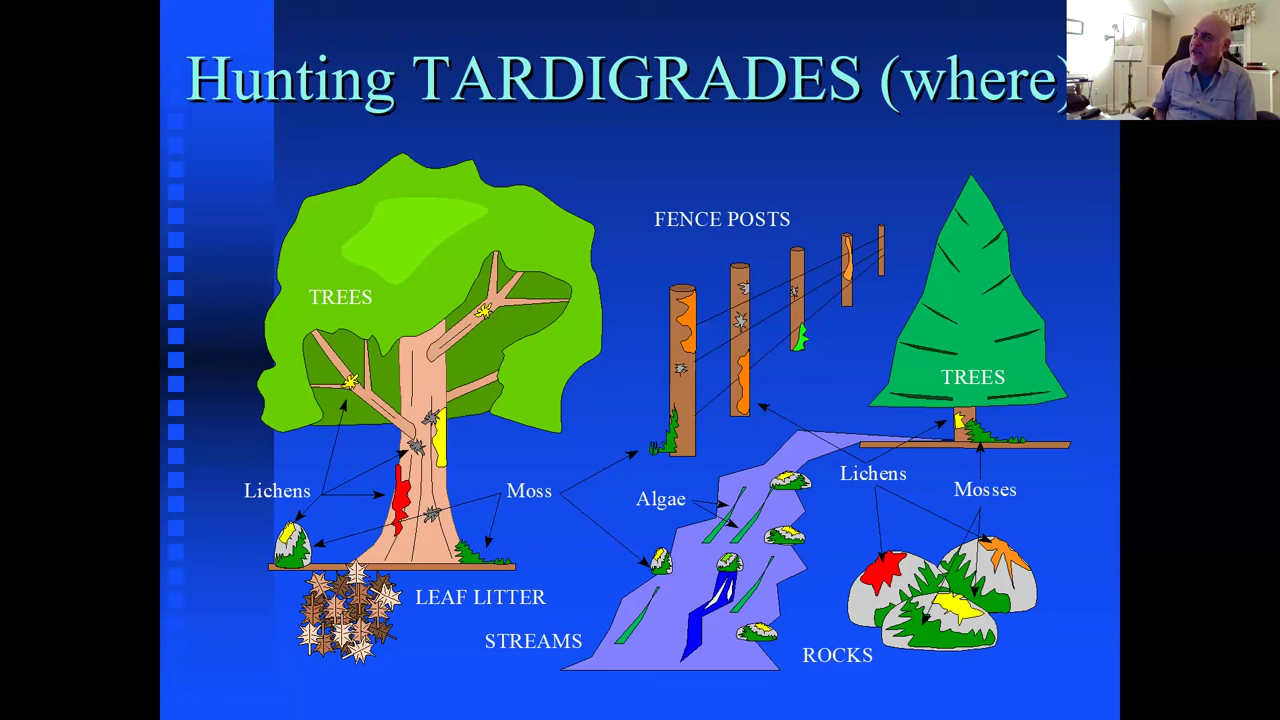 Hunting TARDIGRADES (where)
FENCE POSTS
TREES
TREES
Lichens
Moss
Algae
Lichens
Mosses
LEAF LITTER
STREAMS
ROCKS